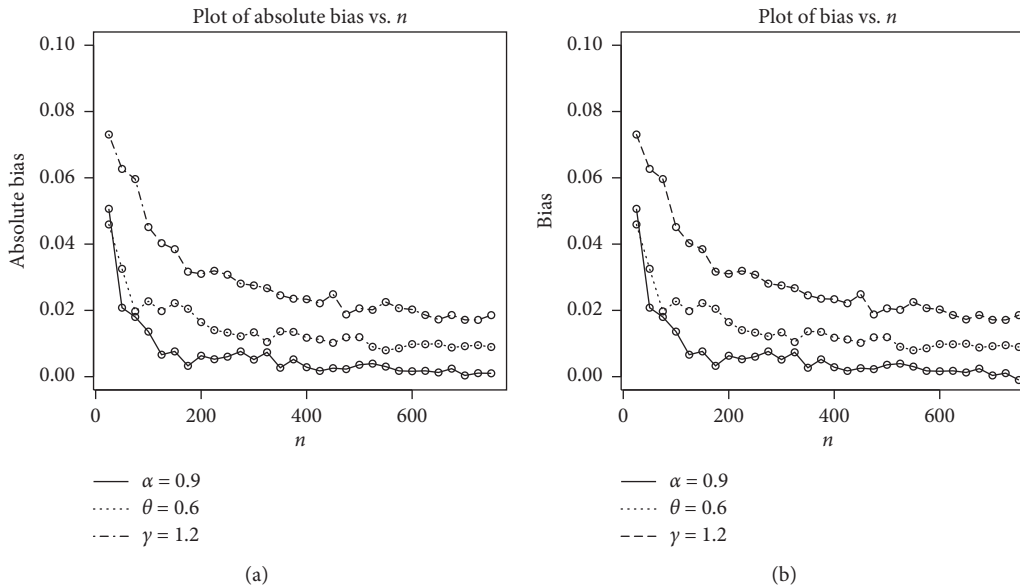 Plot of absolute bias vs. n
Absolute bias
0.10
0.08
0.06
0.04
0.02
0.00
0
200
400
600
n
α = 0.9
θ = 0.6
γ = 1.2
(a)
Plot of bias vs. n
Bias
0.10
0.08
0.06
0.04
0.02
0.00
0
200
400
600
n
α = 0.9
θ = 0.6
γ = 1.2
(b)